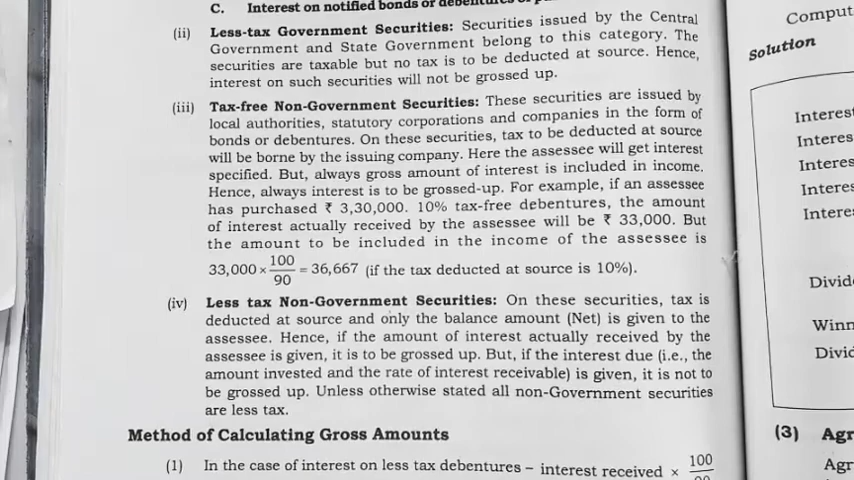 C. Interest on notified bonds or debentures of
(ii) Less-tax Government Securities: Securities issued by the Central
Government and State Government belong to this category. The
securities are taxable but no tax is to be deducted at source. Hence,
interest on such securities will not be grossed up.
(iii) Tax-free Non-Government Securities: These securities are issued by
local authorities, statutory corporations and companies in the form of
bonds or debentures. On these securities, tax to be deducted at source
will be borne by the issuing company. Here the assessee will get interest
specified. But, always gross amount of interest is included in income.
Hence, always interest is to be grossed-up. For example, if an assessee
has purchased ₹ 3,30,000. 10% tax-free debentures, the amount
of interest actually received by the assessee will be ₹ 33,000. But
the amount to be included in the income of the assessee is
33,000 × 100/90 = 36,667 (if the tax deducted at source is 10%).
(iv) Less tax Non-Government Securities: On these securities, tax is
deducted at source and only the balance amount (Net) is given to the
assessee. Hence, if the amount of interest actually received by the
assessee is given, it is to be grossed up. But, if the interest due (i.e., the
amount invested and the rate of interest receivable) is given, it is not to
be grossed up. Unless otherwise stated all non-Government securities
are less tax.
Method of Calculating Gross Amounts
(1) In the case of interest on less tax debentures – interest received × 100
Comput
Solution
Interest
Interes
Interes
Interes
Interes
Divide
Winn
Divid
(3) Agr
Agr